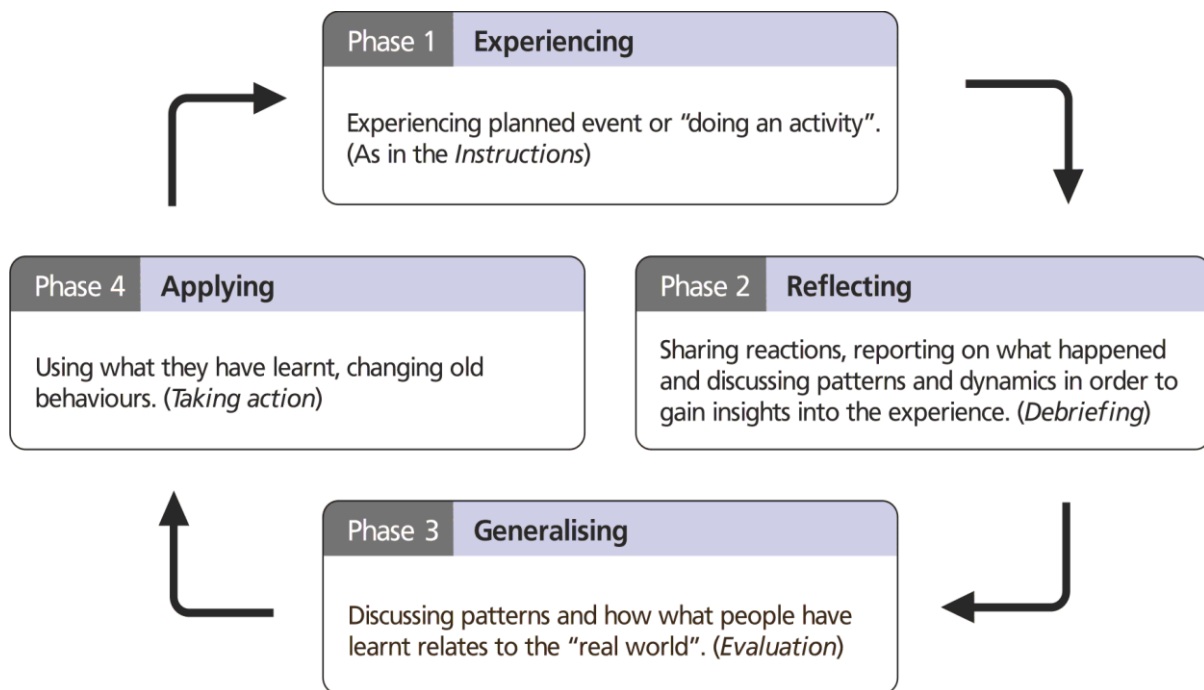 Phase 1 Experiencing
Experiencing planned event or “doing an activity”.
(As in the Instructions)
Phase 2 Reflecting
Sharing reactions, reporting on what happened
and discussing patterns and dynamics in order to
gain insights into the experience. (Debriefing)
Phase 3 Generalising
Discussing patterns and how what people have
learnt relates to the “real world”. (Evaluation)
Phase 4 Applying
Using what they have learnt, changing old
behaviours. (Taking action)